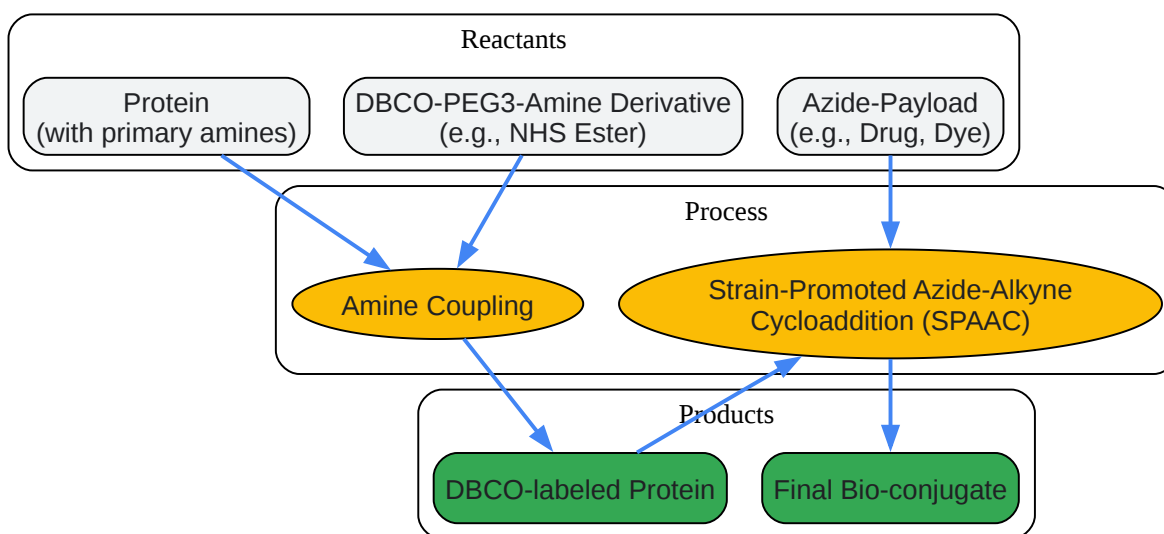 Reactants
Protein
(with primary amines)
DBCO-PEG3-Amine Derivative
(e.g., NHS Ester)
Azide-Payload
(e.g., Drug, Dye)
Process
Amine Coupling
Strain-Promoted Azide-Alkyne
Cycloaddition (SPAAC)
Products
DBCO-labeled Protein
Final Bio-conjugate